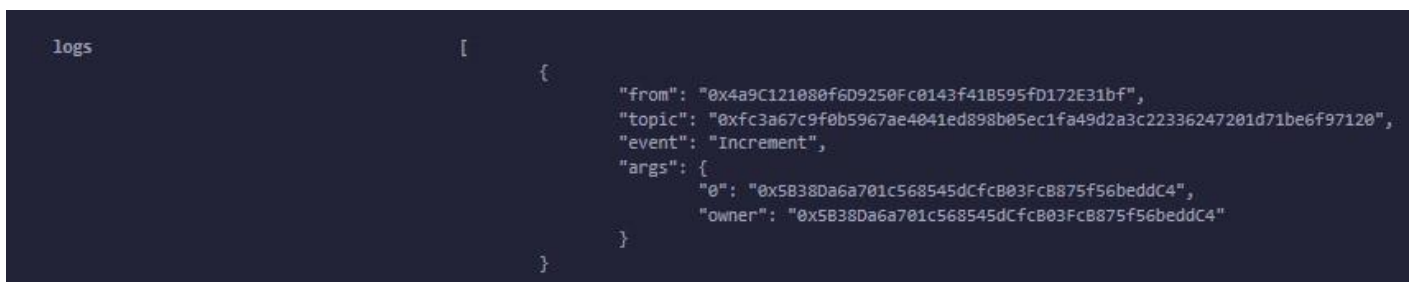 logs [
{
"from": "0x4a9C121080f6D9250Fc0143f41B595fD172E31bf",
"topic": "0xfc3a67c9f0b5967ae4041ed898b05ec1fa49d2a3c22336247201d71be6f97120",
"event": "Increment",
"args": {
"0": "0x5B38Da6a701c568545dCfcB03FcB875f56beddC4",
"owner": "0x5B38Da6a701c568545dCfcB03FcB875f56beddC4"
}
}